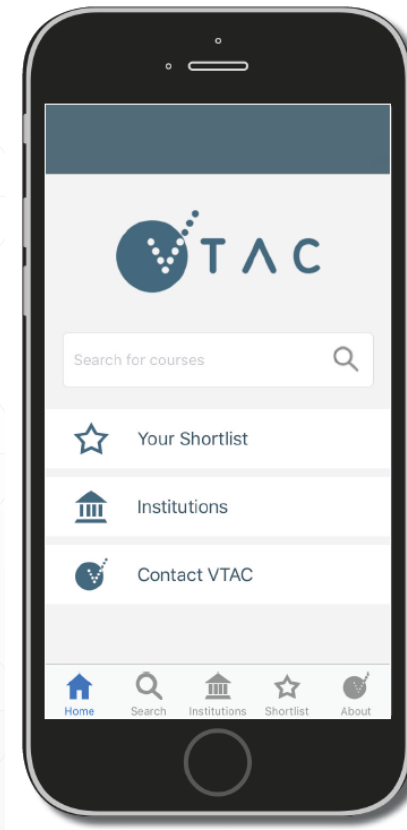 VTAC
Search for courses
Your Shortlist
Institutions
Contact VTAC
Home Search Institutions Shortlist About